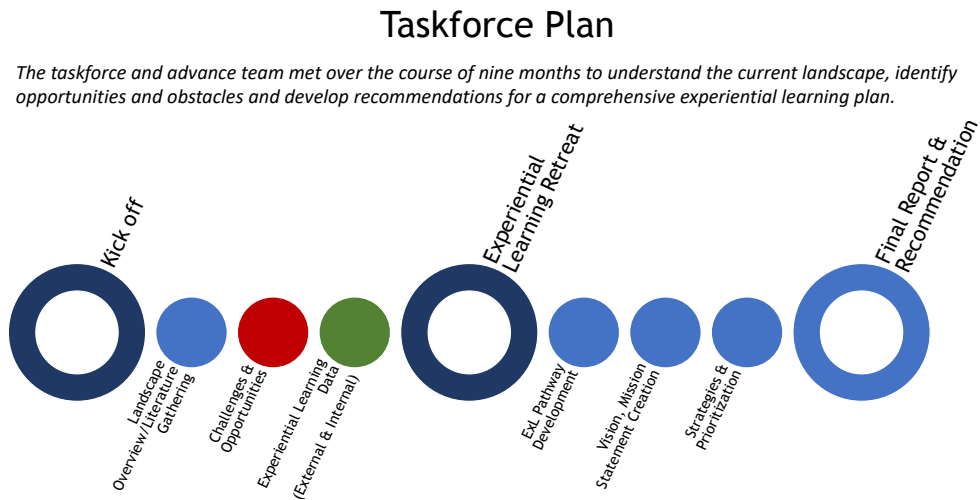 Taskforce Plan
The taskforce and advance team met over the course of nine months to understand the current landscape, identify
opportunities and obstacles and develop recommendations for a comprehensive experiential learning plan.
Kick off
Landscape
Overview/Literature
Gathering
Challenges &
Opportunities
Experiential Learning
Data
(External & Internal)
Experiential
Learning Retreat
ExL Pathway
Development
Vision, Mission
Statement Creation
Strategies &
Prioritization
Final Report &
Recommendation